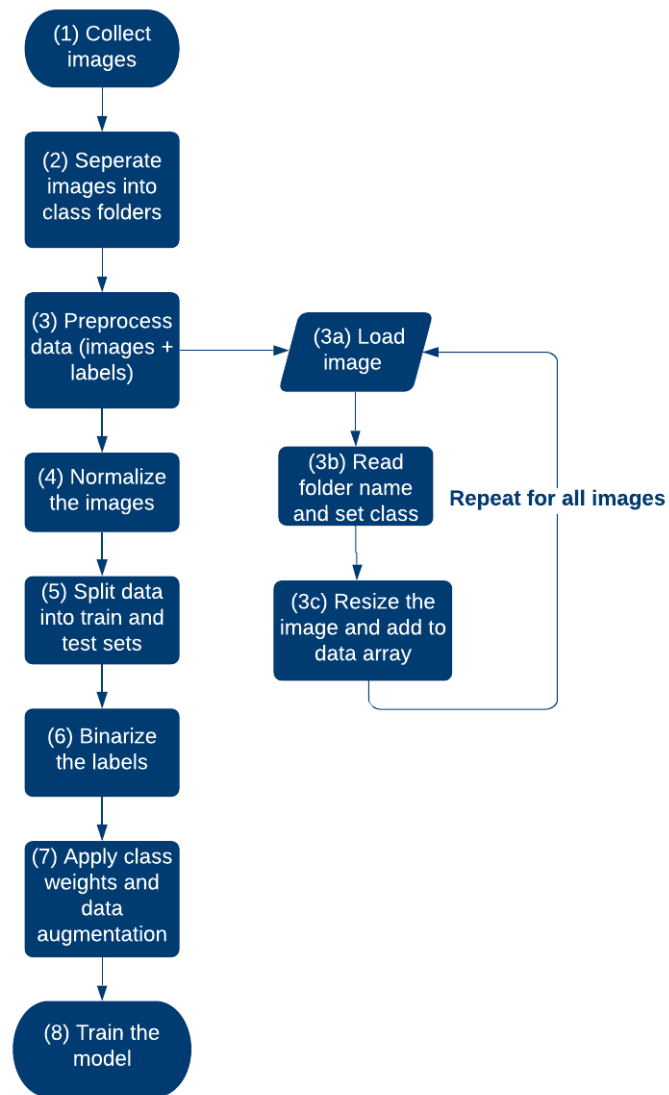 (1) Collect
images
(2) Seperate
images into
class folders
(3) Preprocess
data (images +
labels)
(3a) Load
image
(3b) Read
folder name
and set class
Repeat for all images
(3c) Resize the
image and add to
data array
(4) Normalize
the images
(5) Split data
into train and
test sets
(6) Binarize
the labels
(7) Apply class
weights and
data
augmentation
(8) Train the
model